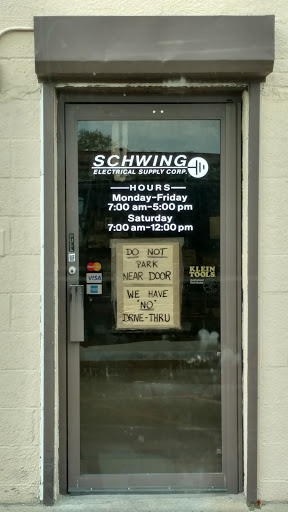 SCHWING
ELECTRICAL SUPPLY CORP.
HOURS
Monday-Friday
7:00 am-5:00 pm
Saturday
7:00 am-12:00 pm
DO NOT
PARK
NEAR DOOR
WE HAVE
"NO"
DRIVE-THRU
KLEIN
TOOLS
VISA